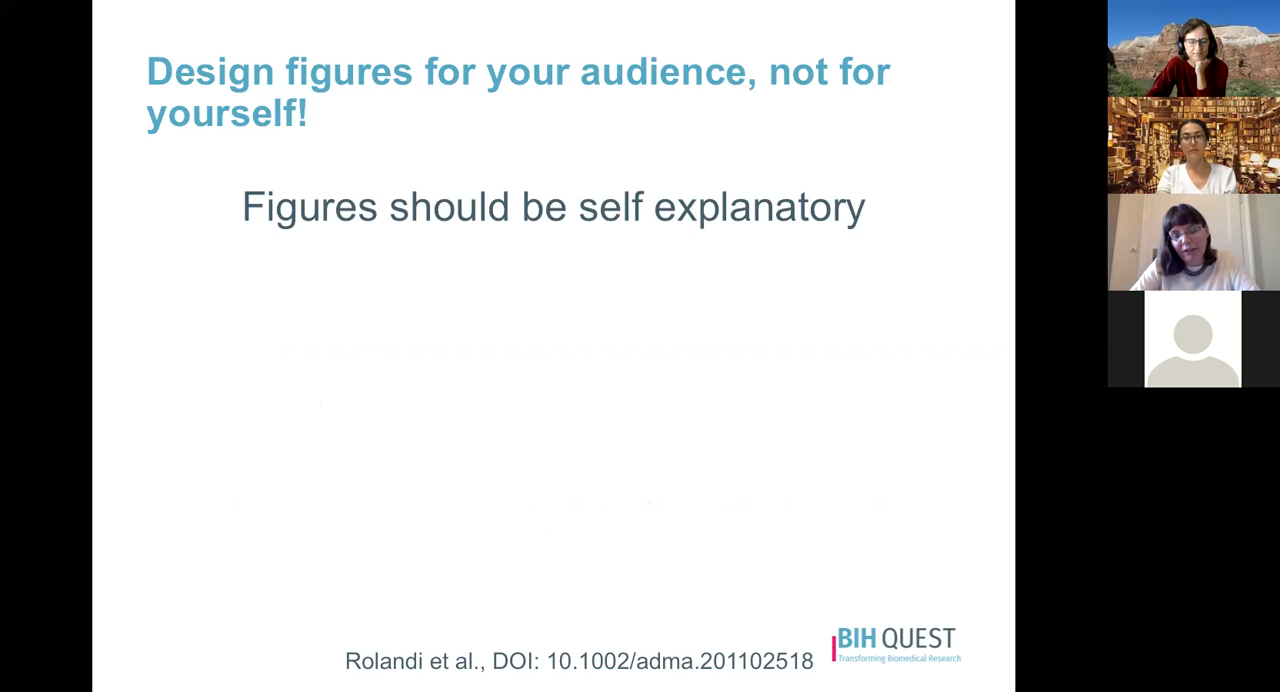 Design figures for your audience, not for
yourself!
Figures should be self explanatory
Rolandi et al., DOI: 10.1002/adma.201102518
BIH QUEST
Transforming Biomedical Research